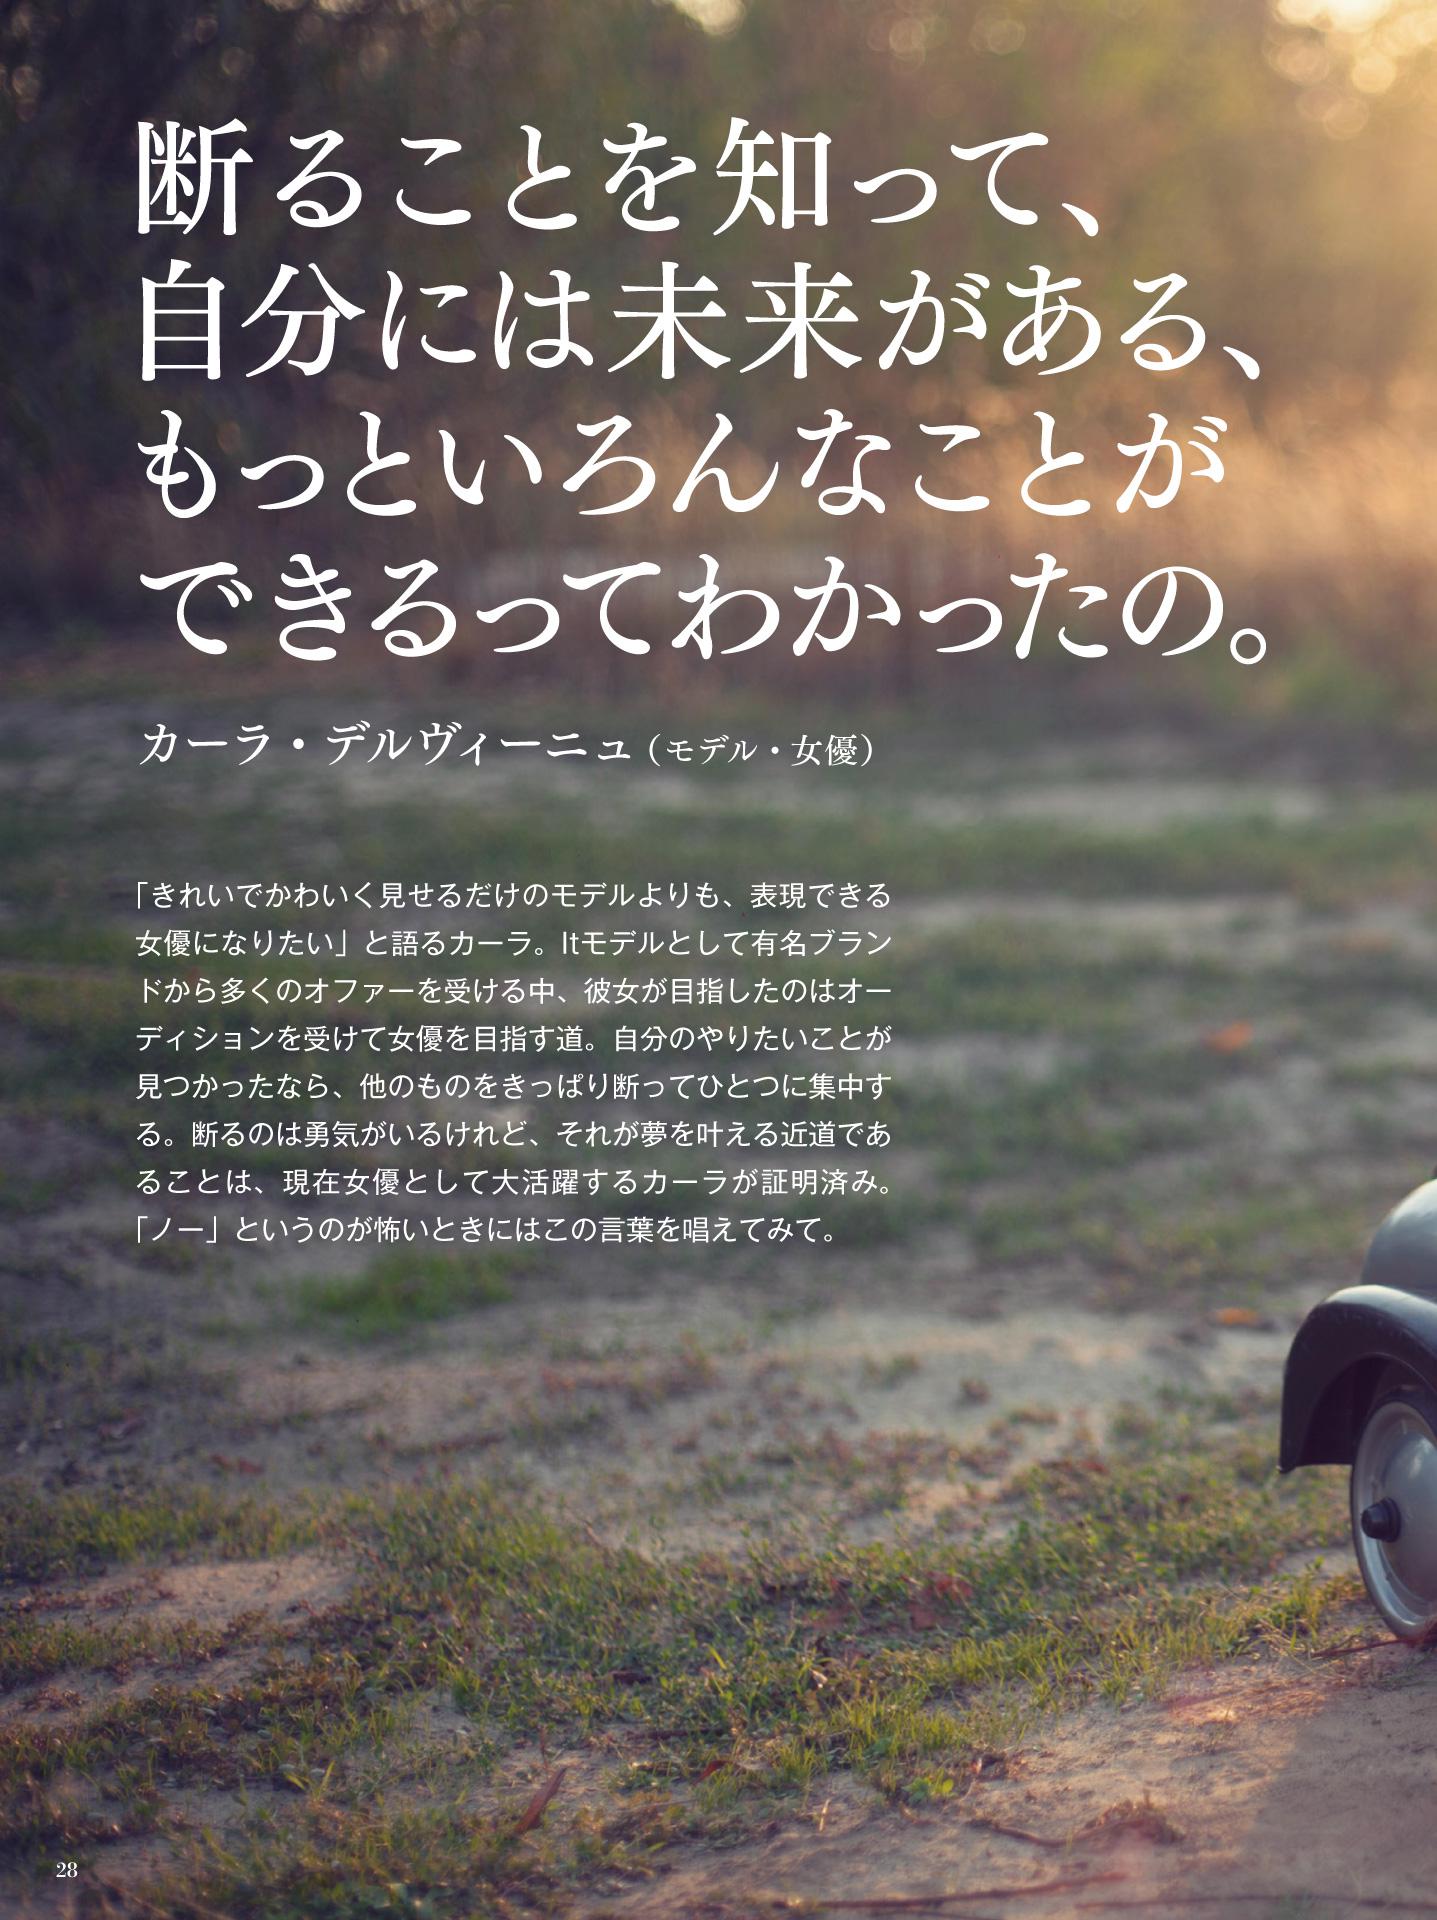 断ることを知って、
自分には未来がある、
もっといろんなことが
できるってわかったの。
カーラ・デルヴィーニュ（モデル・女優）
「きれいでかわいく見せるだけのモデルよりも、表現できる
女優になりたい」と語るカーラ。Itモデルとして有名ブラン
ドから多くのオファーを受ける中、彼女が目指したのはオー
ディションを受けて女優を目指す道。自分のやりたいことが
見つかったなら、他のものをきっぱり断ってひとつに集中す
る。断るのは勇気がいるけれど、それが夢を叶える近道であ
ることは、現在女優として大活躍するカーラが証明済み。
「ノー」というのが怖いときにはこの言葉を唱えてみて。
28